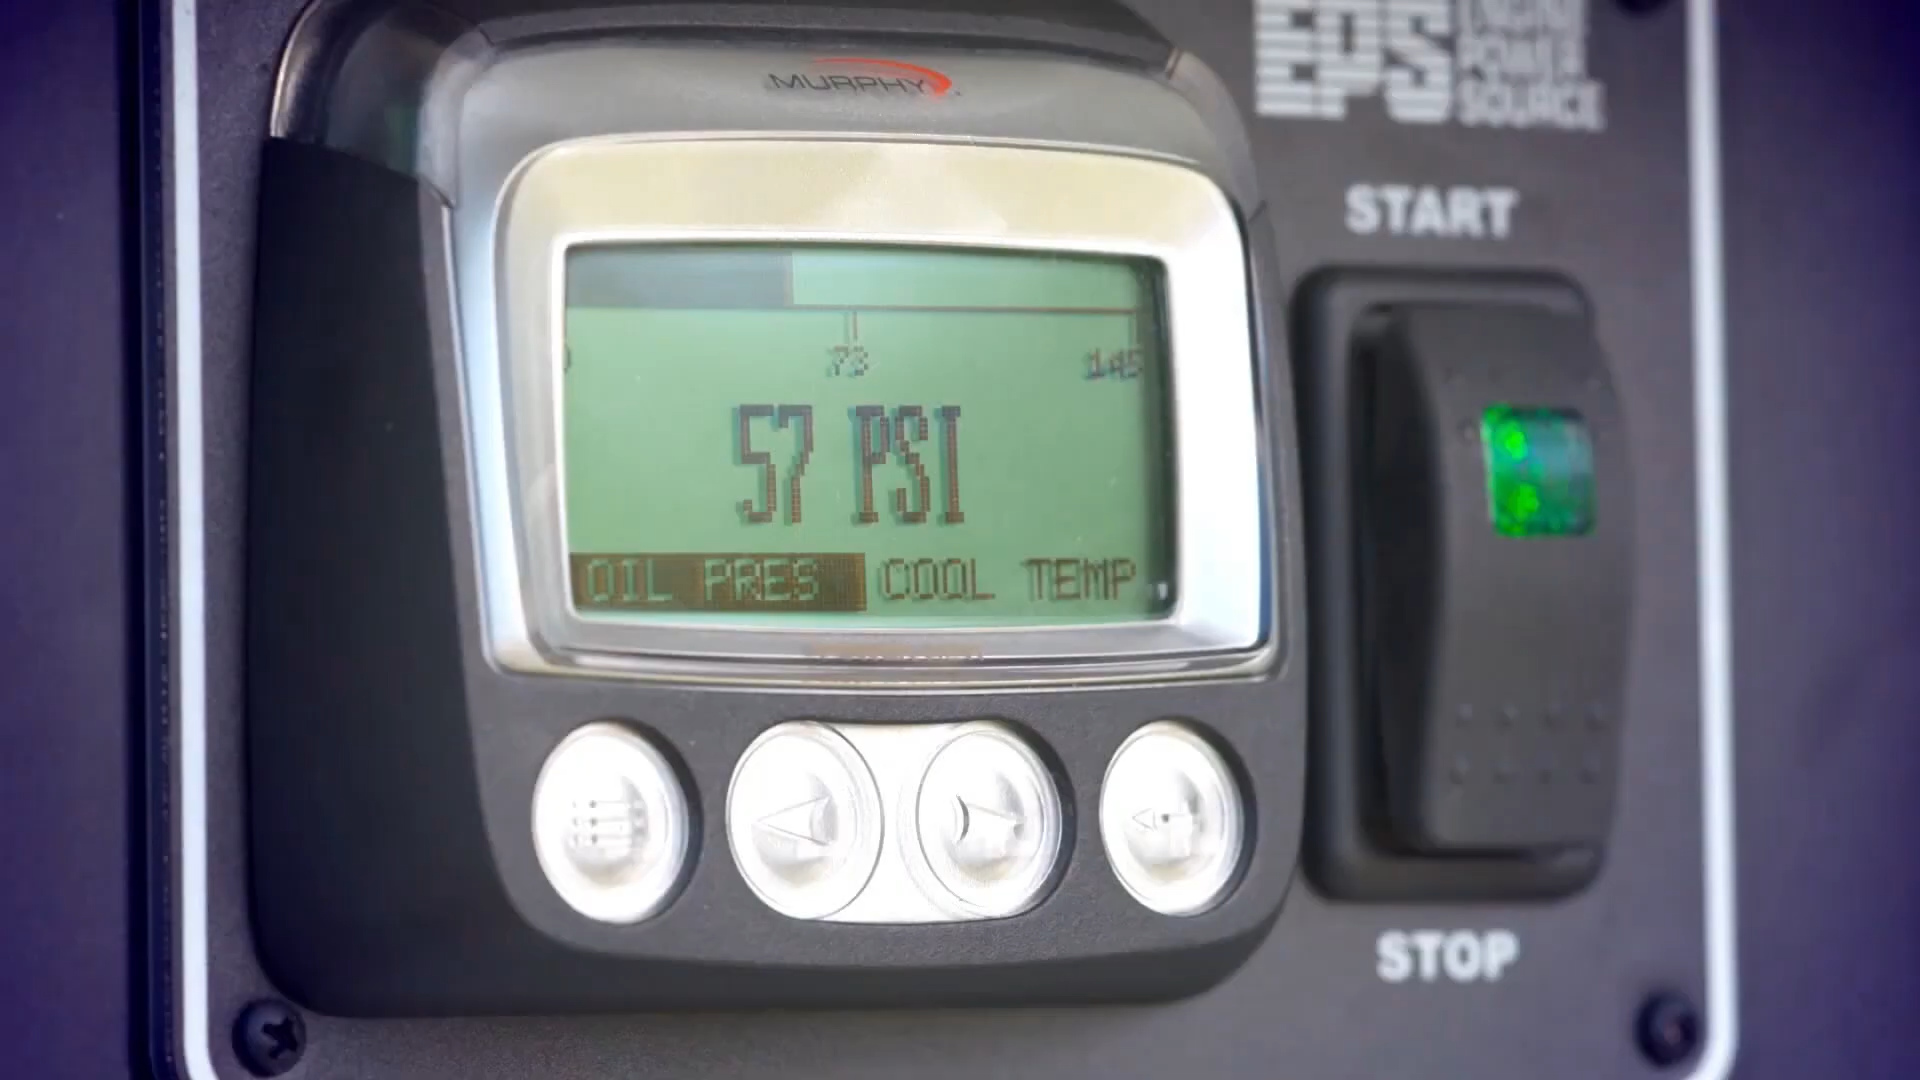 MURPHY
EPS
ENGINE
POWER
SOURCE
START
73
145
57 PSI
OIL PRES COOL TEMP
STOP